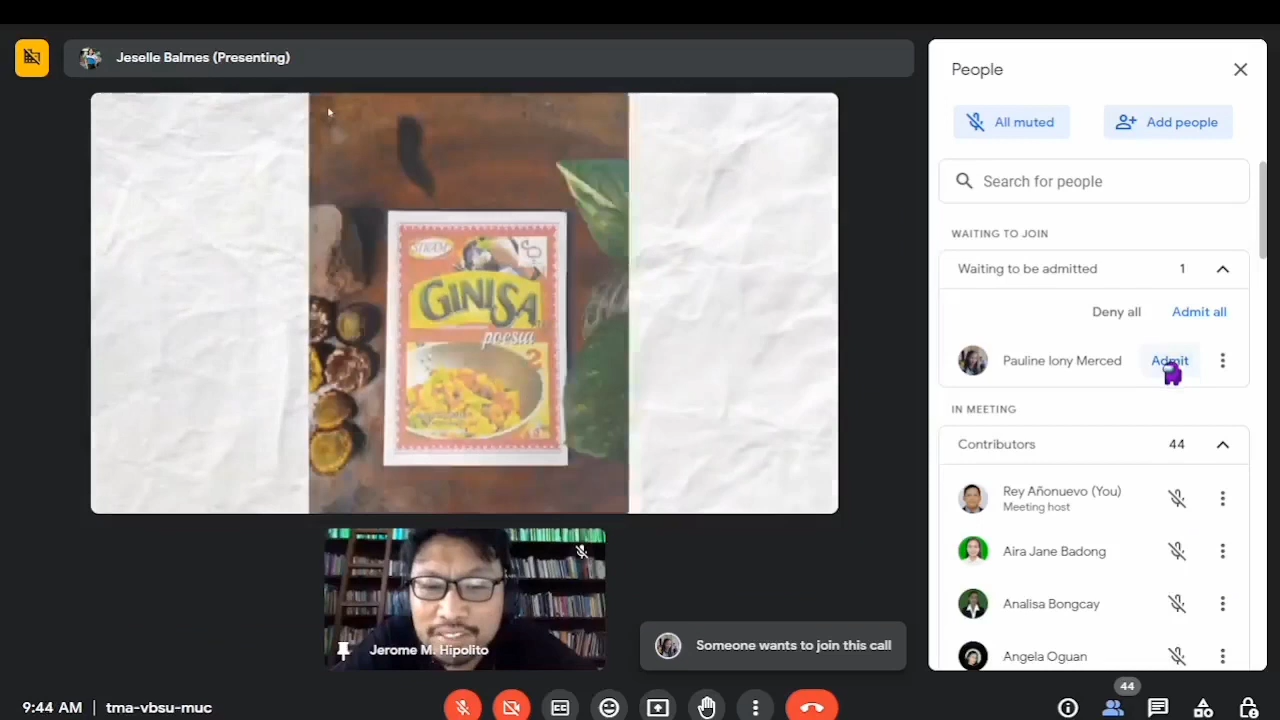 Jeselle Balmes (Presenting)
GINISA
poesia
2
Jerome M. Hipolito
Someone wants to join this call
9:44 AM | tma-vbsu-muc
People
All muted
Add people
Search for people
WAITING TO JOIN
Waiting to be admitted 1
Deny all Admit all
Pauline Iony Merced Admit
IN MEETING
Contributors 44
Rey Añonuevo (You)
Meeting host
Aira Jane Badong
Analisa Bongcay
Angela Oguan
44